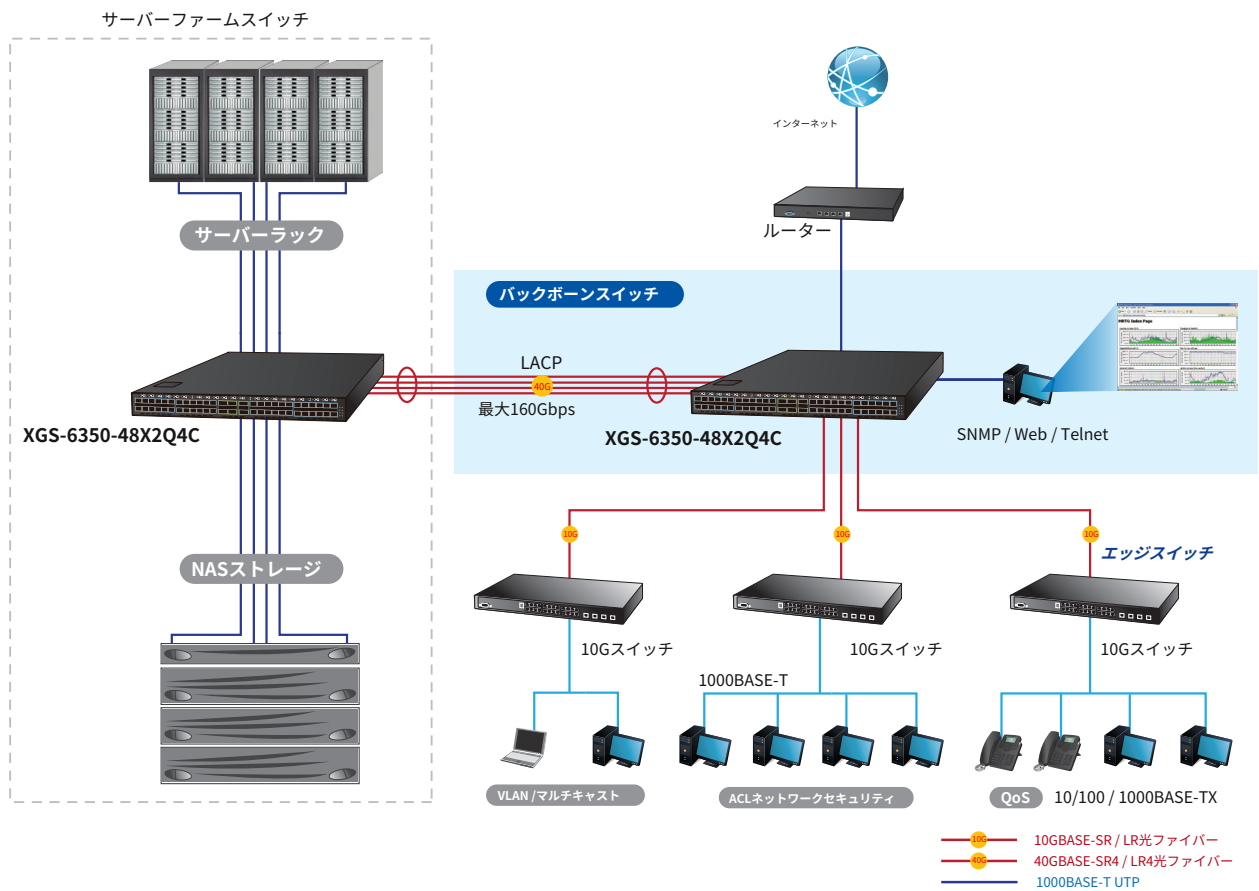 サーバーファームスイッチ
インターネット
サーバーラック
ルーター
バックボーンスイッチ
MRTG Index Page
LACP
40G
最大160Gbps
XGS-6350-48X2Q4C
XGS-6350-48X2Q4C
SNMP / Web / Telnet
10G
10G
10G
エッジスイッチ
NASストレージ
10Gスイッチ
10Gスイッチ
10Gスイッチ
1000BASE-T
VLAN /マルチキャスト
ACLネットワークセキュリティ
QoS
10/100 / 1000BASE-TX
10G
10GBASE-SR / LR光ファイバー
40G
40GBASE-SR4 / LR4光ファイバー
1000BASE-T UTP